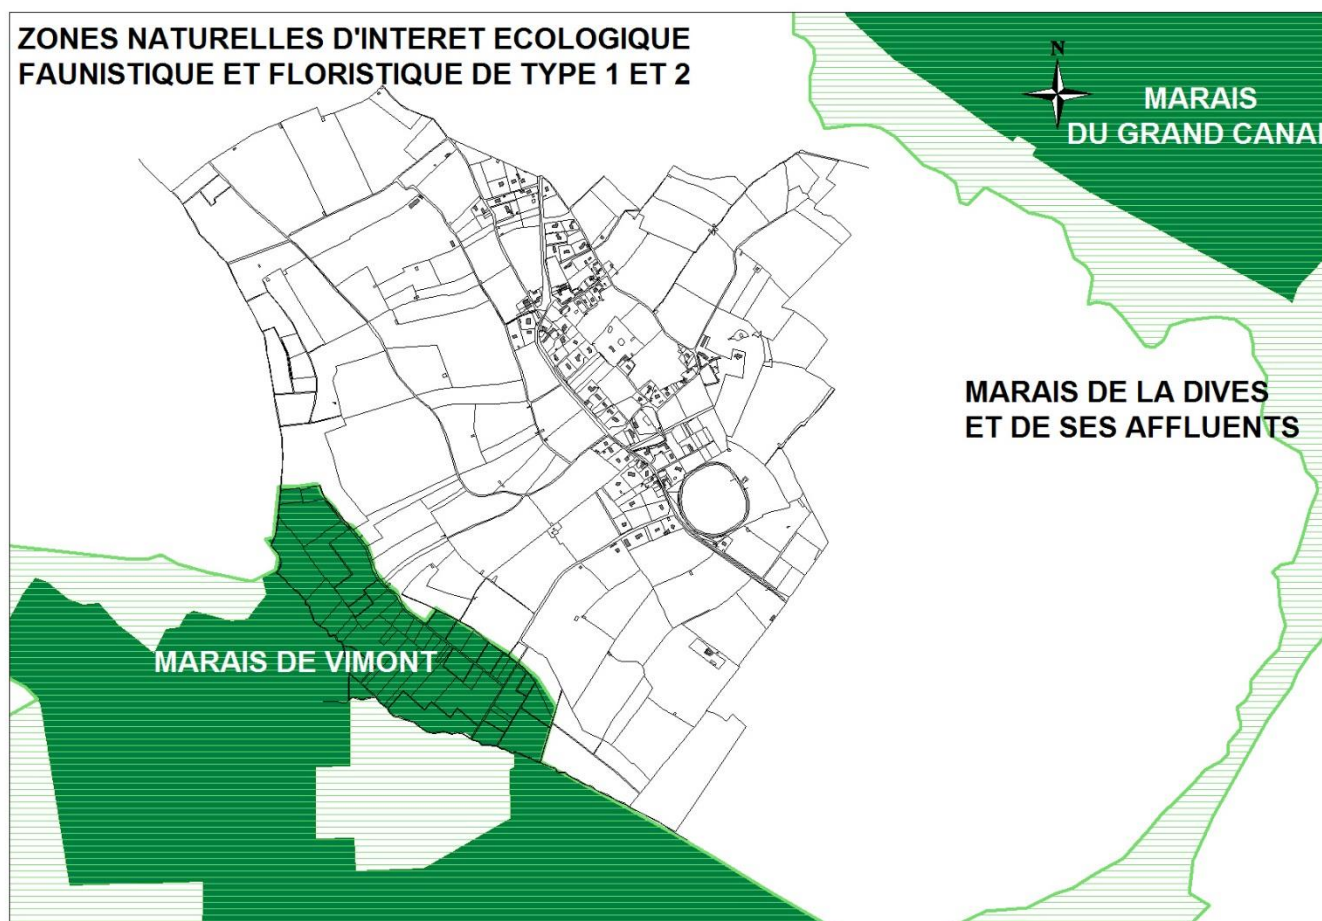 ZONES NATURELLES D'INTERET ECOLOGIQUE
FAUNISTIQUE ET FLORISTIQUE DE TYPE 1 ET 2
N
MARAIS
DU GRAND CANAL
MARAIS DE LA DIVES
ET DE SES AFFLUENTS
MARAIS DE VIMONT